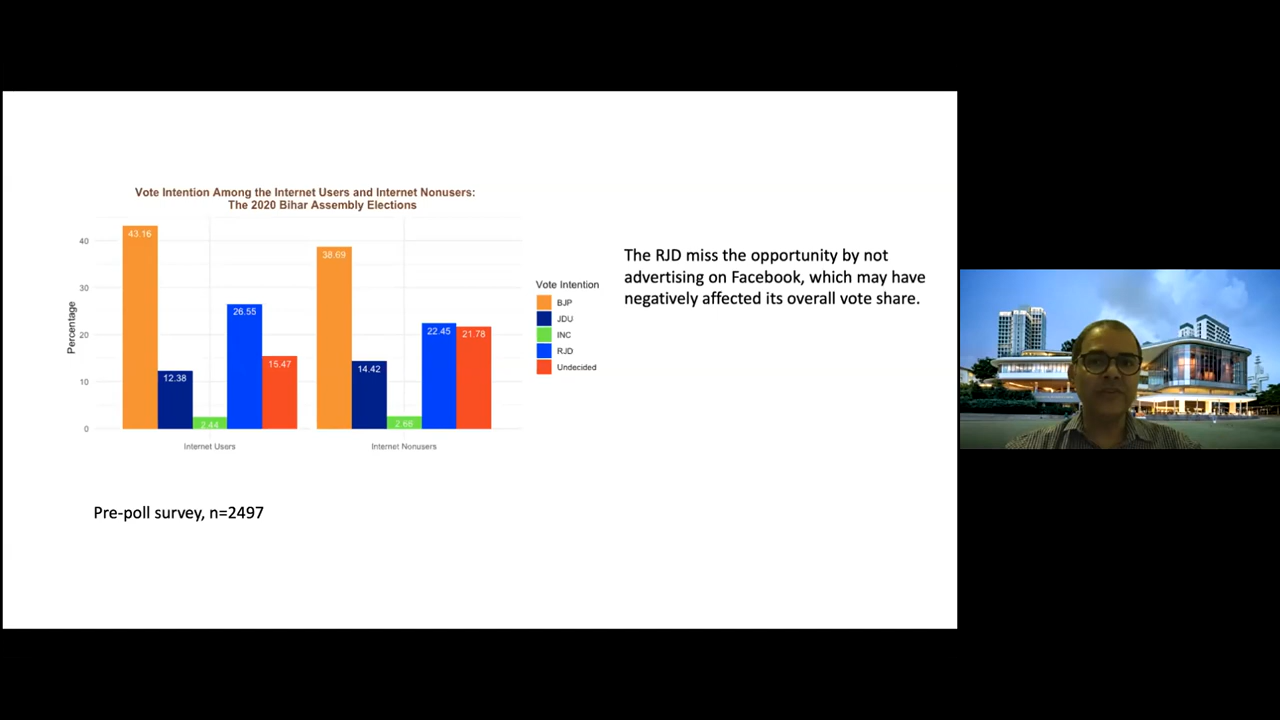 Vote Intention Among the Internet Users and Internet Nonusers:
The 2020 Bihar Assembly Elections
Percentage
40
30
20
10
0
43.16
12.38
2.44
26.55
15.47
38.69
14.42
2.66
22.45
21.78
Internet Users
Internet Nonusers
Vote Intention
BJP
JDU
INC
RJD
Undecided
The RJD miss the opportunity by not
advertising on Facebook, which may have
negatively affected its overall vote share.
Pre-poll survey, n=2497